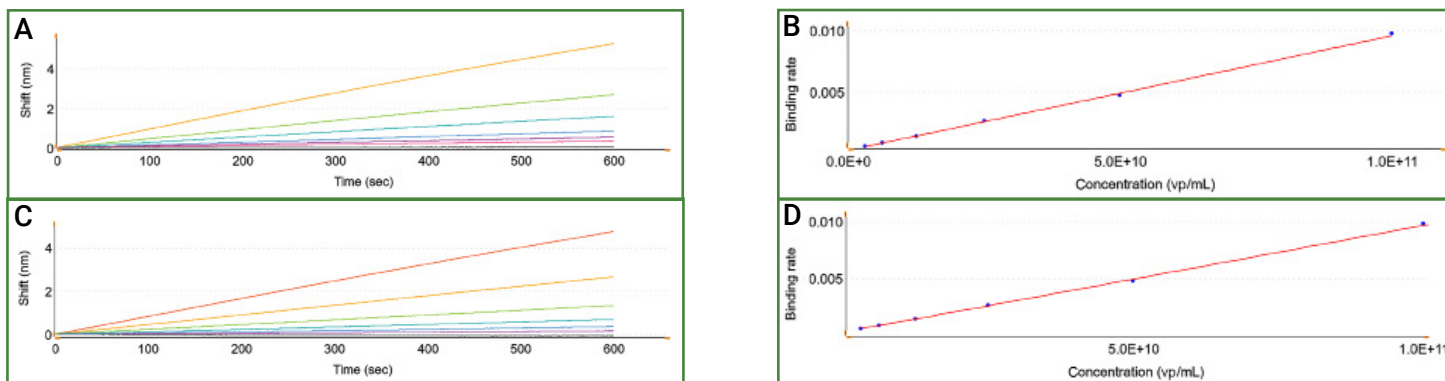 A
Shift (nm)
4
2
0
0 100 200 300 400 500 600
Time (sec)
B
Binding rate
0.010
0.005
0.0E+0 5.0E+10 1.0E+11
Concentration (vp/mL)
C
Shift (nm)
4
2
0
0 100 200 300 400 500 600
Time (sec)
D
Binding rate
0.010
0.005
5.0E+10 1.0E+11
Concentration (vp/mL)